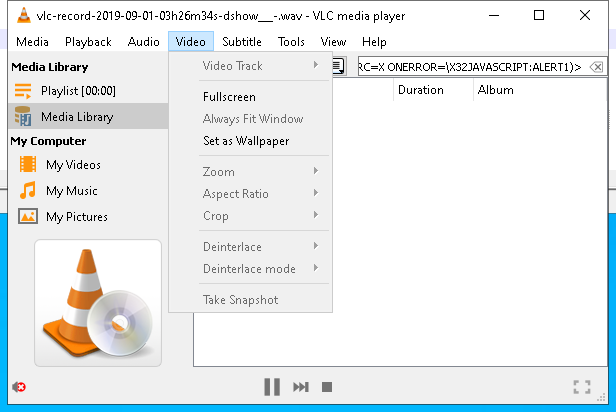 vlc-record-2019-09-01-03h26m34s-dshow___-.wav - VLC media player
Media Playback Audio Video Subtitle Tools View Help
Media Library
Playlist [00:00]
Media Library
My Computer
My Videos
My Music
My Pictures
Video Track
Fullscreen
Always Fit Window
Set as Wallpaper
Zoom
Aspect Ratio
Crop
Deinterlace
Deinterlace mode
Take Snapshot
RC=X ONERROR=\X32JAVASCRIPT:ALERT1)>
Duration Album